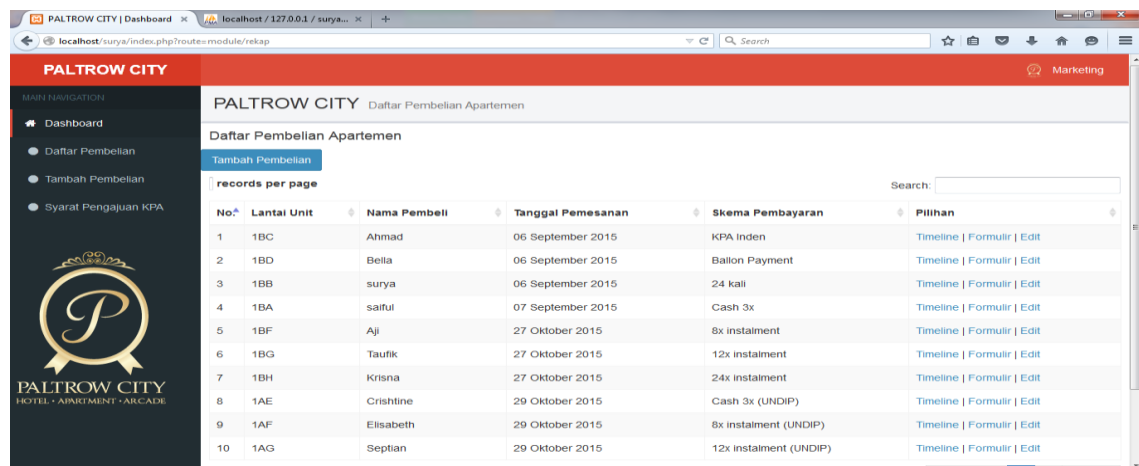 PALTROW CITY | Dashboard × localhost / 127.0.0.1 / surya... × +
localhost/surya/index.php?route=module/rekap Search
PALTROW CITY Marketing
MAIN NAVIGATION
Dashboard
Daftar Pembelian
Tambah Pembelian
Syarat Pengajuan KPA
P
PALTROW CITY
HOTEL • APARTMENT • ARCADE
PALTROW CITY Daftar Pembelian Apartemen
Daftar Pembelian Apartemen
Tambah Pembelian
records per page Search:
No. Lantai Unit Nama Pembeli Tanggal Pemesanan Skema Pembayaran Pilihan
1 1BC Ahmad 06 September 2015 KPA Inden Timeline | Formulir | Edit
2 1BD Bella 06 September 2015 Ballon Payment Timeline | Formulir | Edit
3 1BB surya 06 September 2015 24 kali Timeline | Formulir | Edit
4 1BA saiful 07 September 2015 Cash 3x Timeline | Formulir | Edit
5 1BF Aji 27 Oktober 2015 8x instalment Timeline | Formulir | Edit
6 1BG Taufik 27 Oktober 2015 12x instalment Timeline | Formulir | Edit
7 1BH Krisna 27 Oktober 2015 24x instalment Timeline | Formulir | Edit
8 1AE Crishtine 29 Oktober 2015 Cash 3x (UNDIP) Timeline | Formulir | Edit
9 1AF Elisabeth 29 Oktober 2015 8x instalment (UNDIP) Timeline | Formulir | Edit
10 1AG Septian 29 Oktober 2015 12x instalment (UNDIP) Timeline | Formulir | Edit